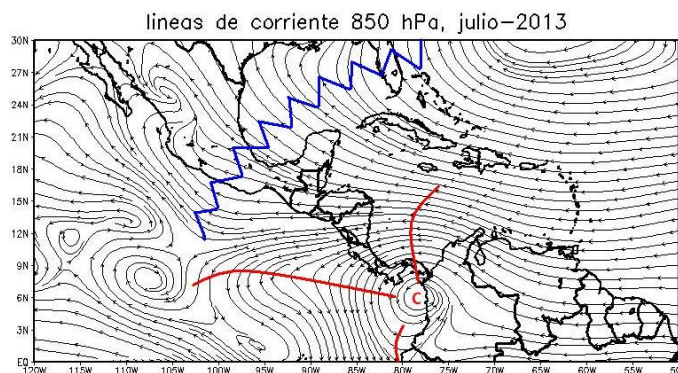 lineas de corriente 850 hPa, julio-2013
30N
27N
24N
21N
18N
15N
12N
9N
6N
C
3N
EQ
120W 115W 110W 105W 100W 95W 90W 85W 80W 75W 70W 65W 60W 55W 50W